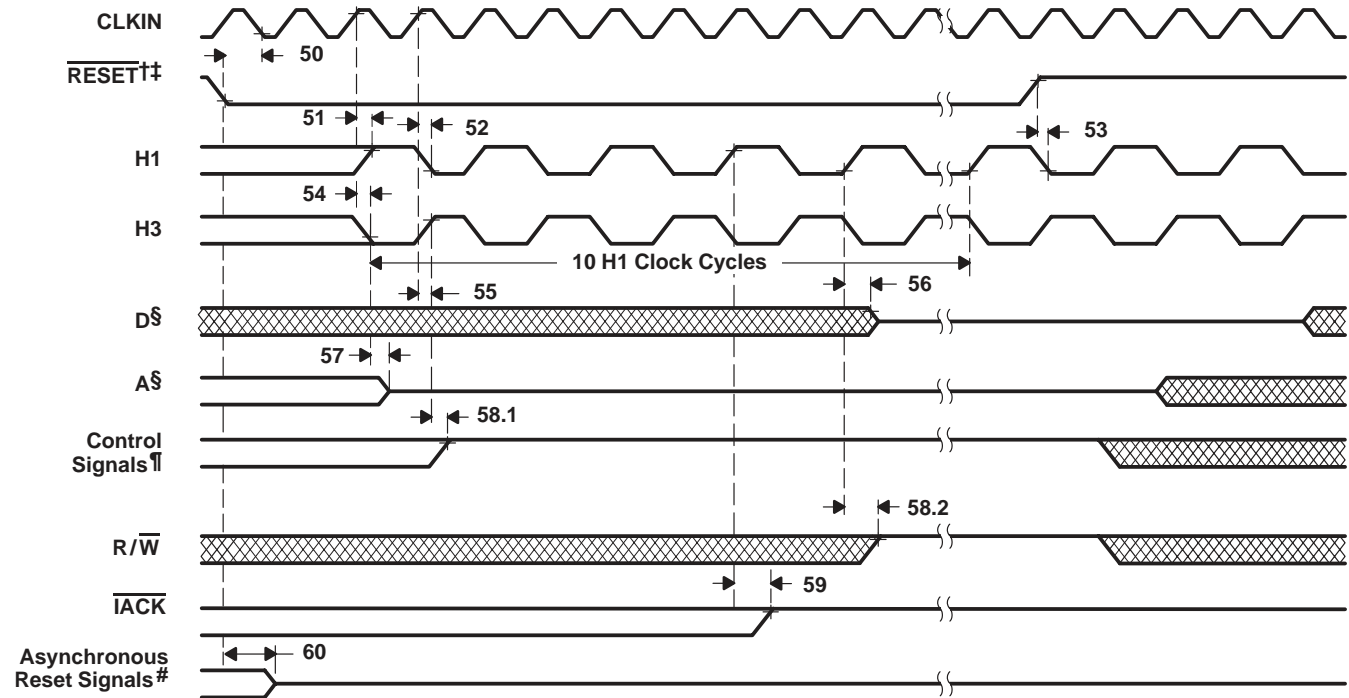 CLKIN
50
RESET†‡
51
52
53
H1
54
H3
10 H1 Clock Cycles
55
56
D§
57
A§
58.1
Control
Signals¶
58.2
R/W
59
IACK
60
Asynchronous
Reset Signals#